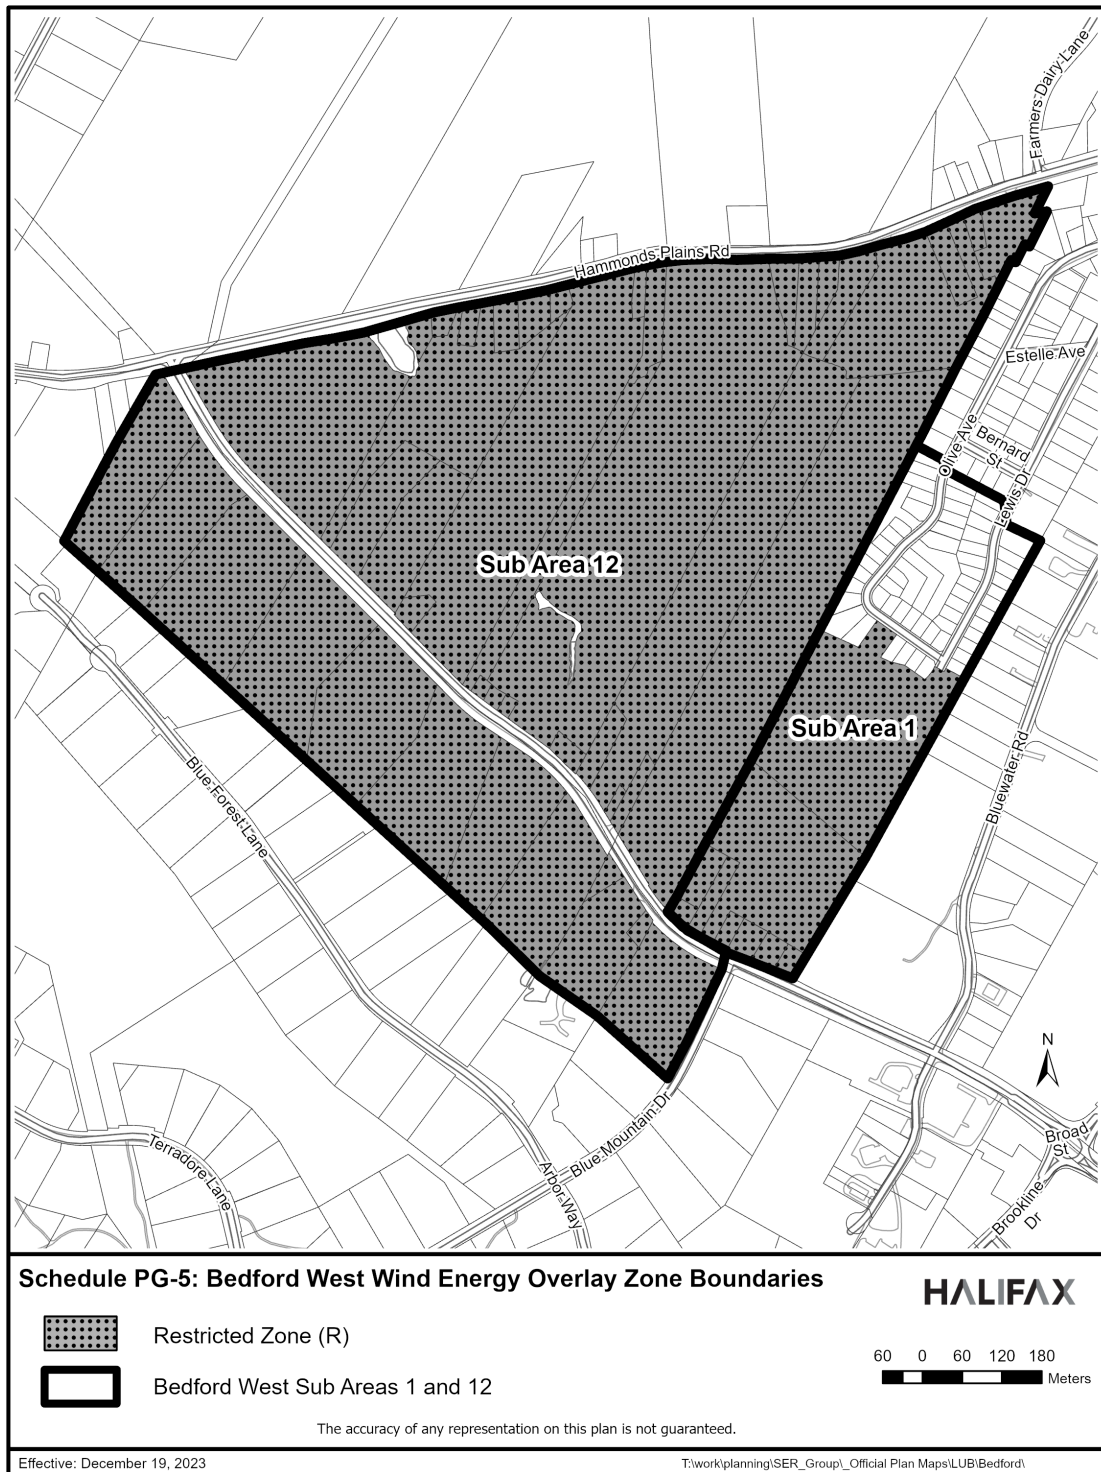 Farmers Dairy Lane
Hammonds Plains Rd
Estelle Ave
Olive Ave
Bernard
St
Lewis Dr
Sub Area 12
Sub Area 1
Bluewater Rd
Blue Forest Lane
N
Blue Mountain Dr
Arbor Way
Terradore Lane
Broad
St
Brookline
Dr
Schedule PG-5: Bedford West Wind Energy Overlay Zone Boundaries
HALIFAX
Restricted Zone (R)
60 0 60 120 180
Meters
Bedford West Sub Areas 1 and 12
The accuracy of any representation on this plan is not guaranteed.
Effective: December 19, 2023
T:\work\planning\SER_Group\_Official Plan Maps\LUB\Bedford\